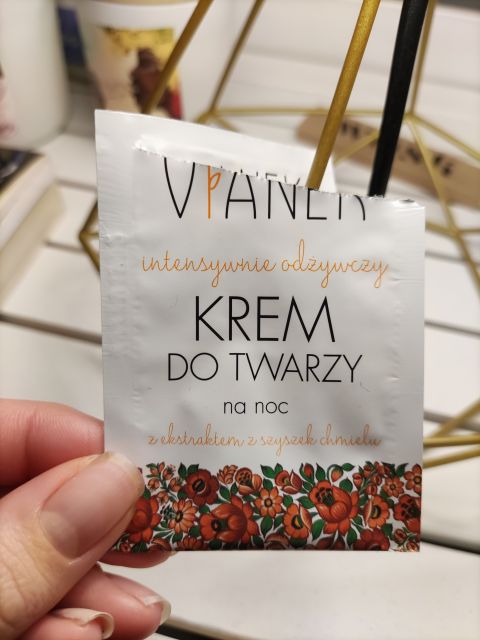 VIANEK
intensywnie odżywczy
KREM
DO TWARZY
na noc
z ekstraktem z szyszek chmielu